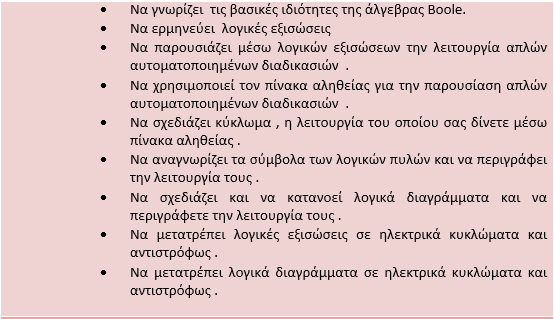 • Να γνωρίζει τις βασικές ιδιότητες της άλγεβρας Boole.
• Να ερμηνεύει λογικές εξισώσεις
• Να παρουσιάζει μέσω λογικών εξισώσεων την λειτουργία απλών
αυτοματοποιημένων διαδικασιών .
• Να χρησιμοποιεί τον πίνακα αληθείας για την παρουσίαση απλών
αυτοματοποιημένων διαδικασιών .
• Να σχεδιάζει κύκλωμα , η λειτουργία του οποίου σας δίνετε μέσω
πίνακα αληθείας .
• Να αναγνωρίζει τα σύμβολα των λογικών πυλών και να περιγράφει
την λειτουργία τους .
• Να σχεδιάζει και να κατανοεί λογικά διαγράμματα και να
περιγράφετε την λειτουργία τους .
• Να μετατρέπει λογικές εξισώσεις σε ηλεκτρικά κυκλώματα και
αντιστρόφως .
• Να μετατρέπει λογικά διαγράμματα σε ηλεκτρικά κυκλώματα και
αντιστρόφως .